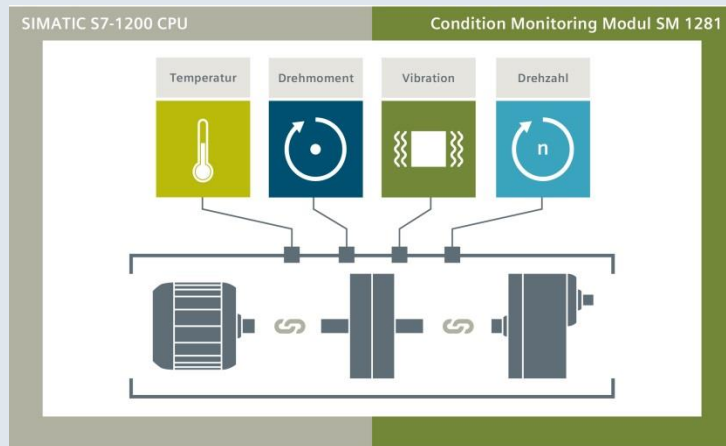 SIMATIC S7-1200 CPU
Condition Monitoring Modul SM 1281
Temperatur
Drehmoment
Vibration
Drehzahl
n